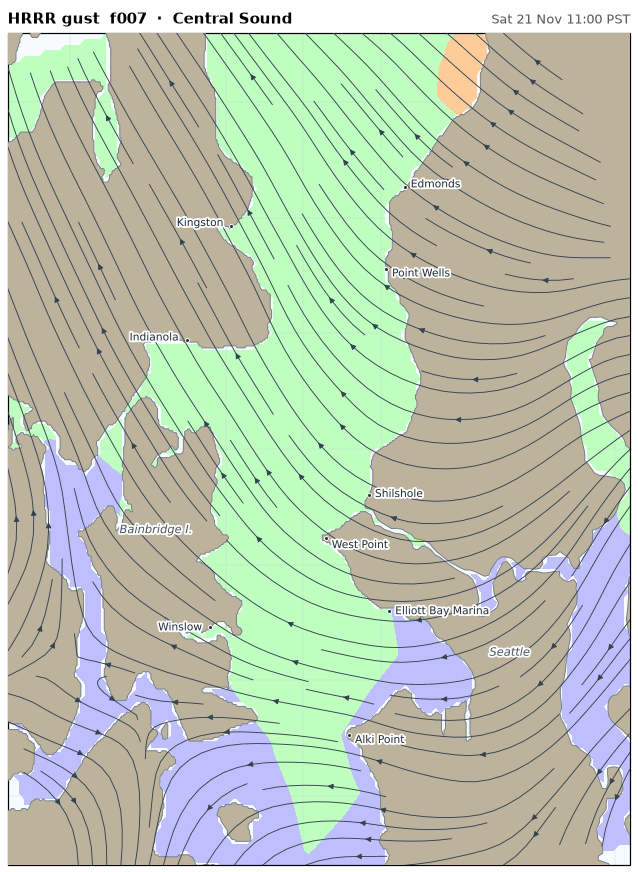 HRRR gust f007 · Central Sound
Sat 21 Nov 11:00 PST
Edmonds
Kingston
Point Wells
Indianola
Shilshole
Bainbridge I.
West Point
Elliott Bay Marina
Winslow
Seattle
Alki Point